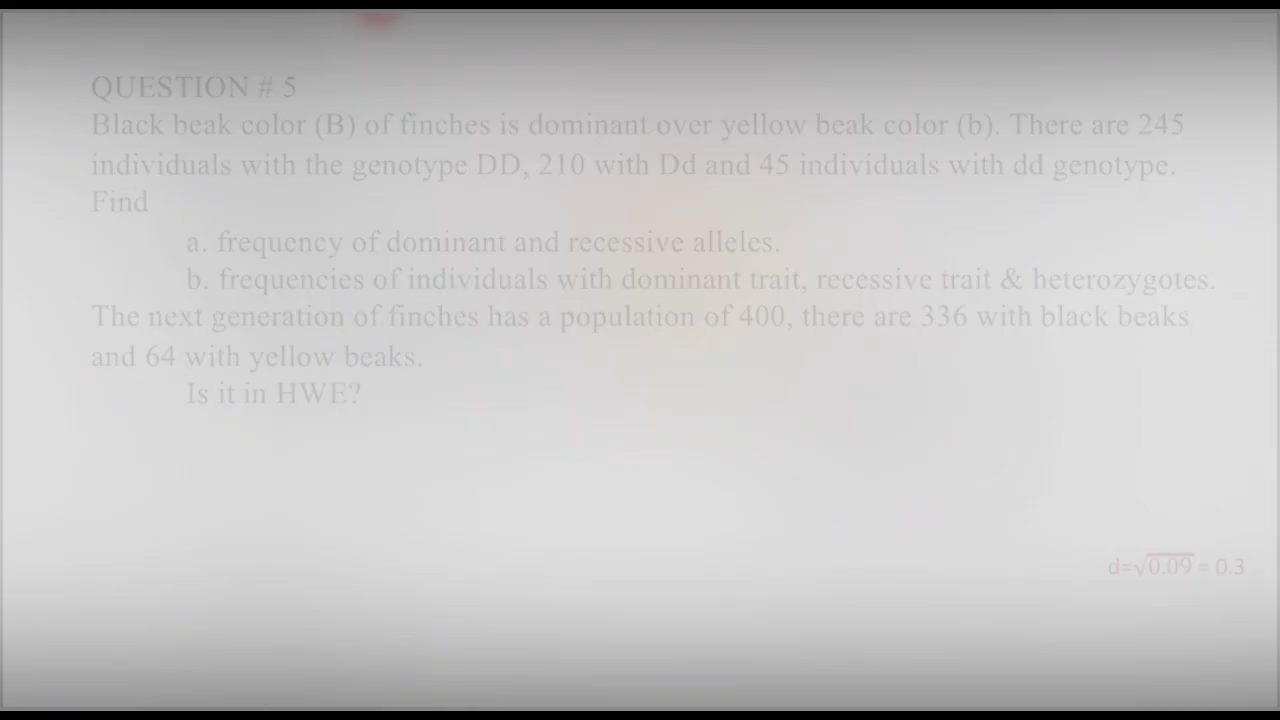 QUESTION # 5
Black beak color (B) of finches is dominant over yellow beak color (b). There are 245
individuals with the genotype DD, 210 with Dd and 45 individuals with dd genotype.
Find
a. frequency of dominant and recessive alleles.
b. frequencies of individuals with dominant trait, recessive trait & heterozygotes.
The next generation of finches has a population of 400, there are 336 with black beaks
and 64 with yellow beaks.
Is it in HWE?
d=√0.09 = 0.3